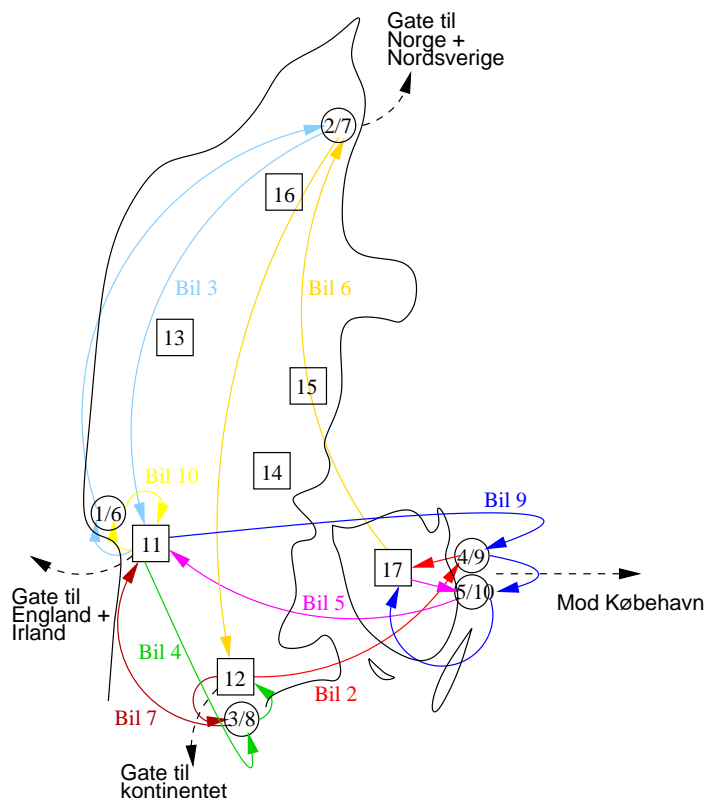 Gate til
Norge +
Nordsverige
2/7
16
Bil 3
Bil 6
13
15
14
Bil 10
1/6
Bil 9
11
4/9
17
5/10
Gate til
England +
Irland
Bil 5
Mod Købehavn
Bil 4
12
Bil 2
Bil 7
3/8
Gate til
kontinentet